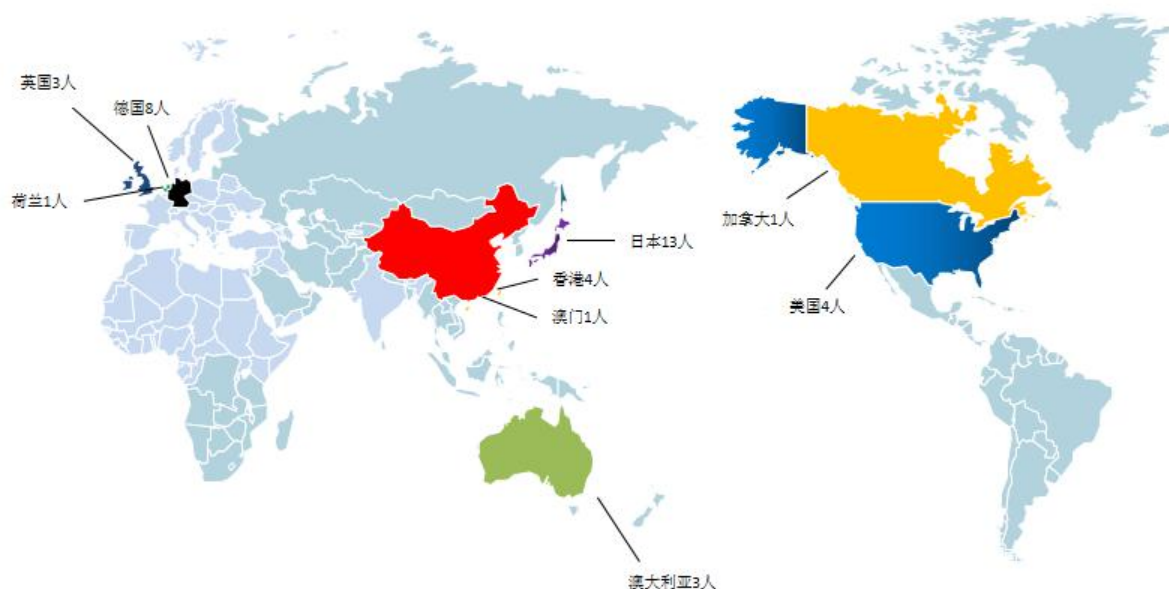 英国3人
德国8人
荷兰1人
日本13人
香港4人
澳门1人
澳大利亚3人
加拿大1人
美国4人